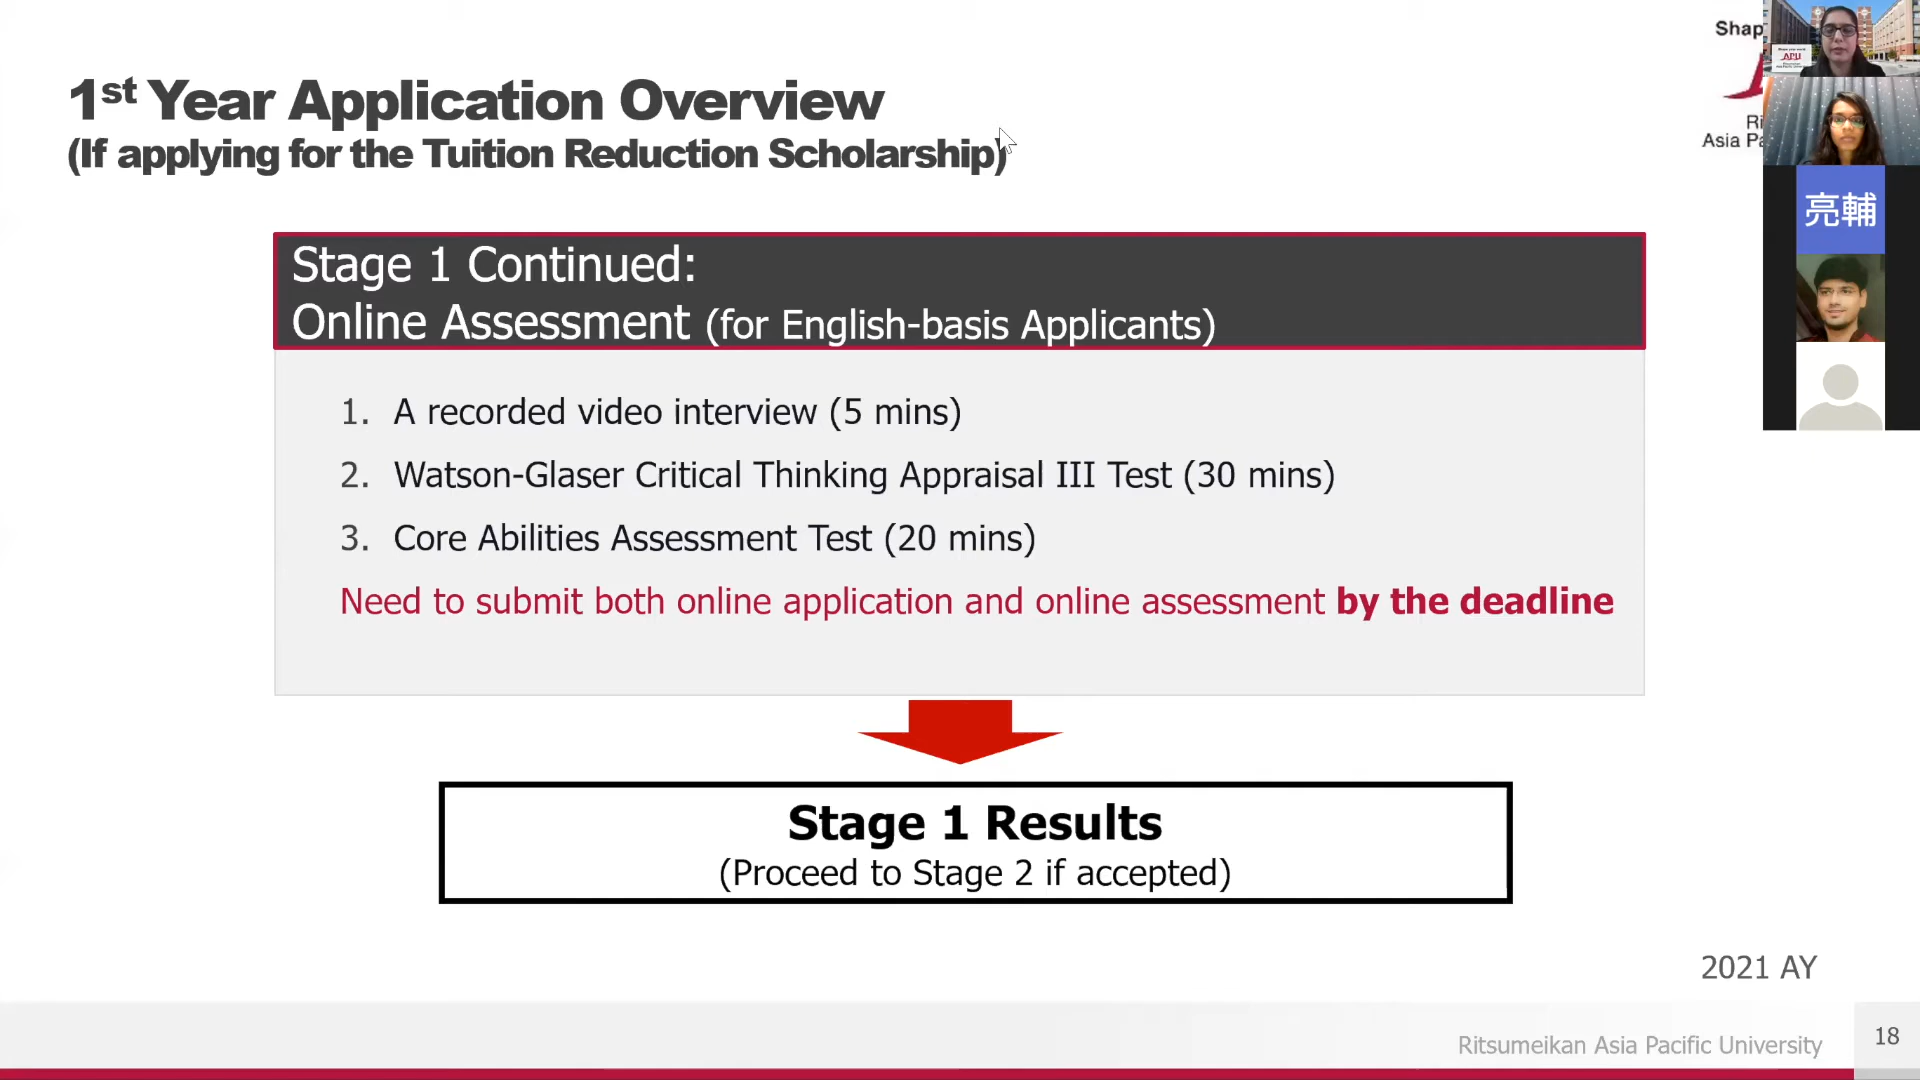 1st Year Application Overview
(If applying for the Tuition Reduction Scholarship)
Shap
Ri
Asia Pa
APU
亮輔
Stage 1 Continued:
Online Assessment (for English-basis Applicants)
1. A recorded video interview (5 mins)
2. Watson-Glaser Critical Thinking Appraisal III Test (30 mins)
3. Core Abilities Assessment Test (20 mins)
Need to submit both online application and online assessment by the deadline
Stage 1 Results
(Proceed to Stage 2 if accepted)
2021 AY
Ritsumeikan Asia Pacific University
18